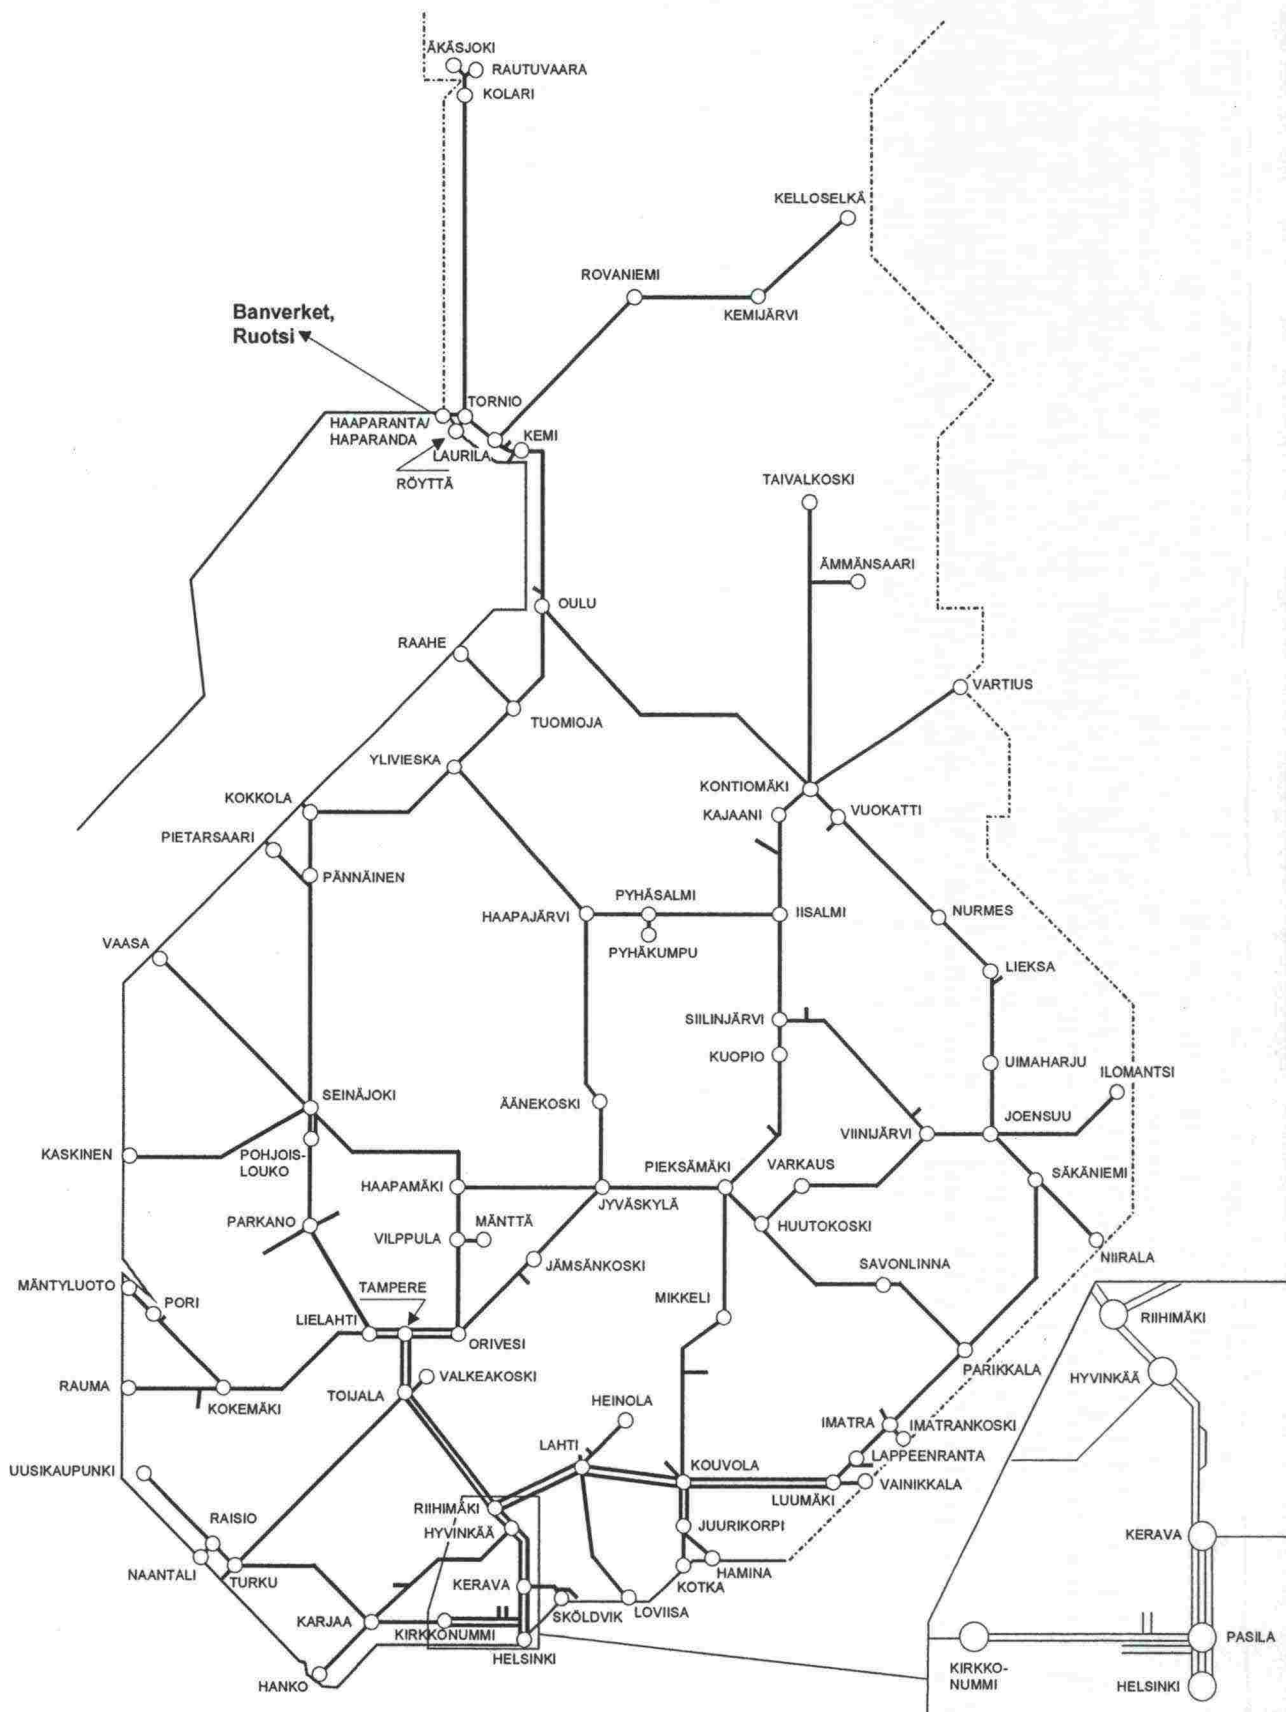 ÄKÄSJOKI
RAUTUVAARA
KOLARI
KELLOSELKÄ
ROVANIEMI
KEMIJÄRVI
Banverket,
Ruotsi
TORNIO
HAAPARANTA/
HAPARANDA
KEMI
LAURILA
RÖYTTÄ
TAIVALKOSKI
ÄMMÄNSAARI
OULU
RAAHE
VARTIUS
TUOMIOJA
YLIVIESKA
KONTIOMÄKI
KOKKOLA
KAJAANI
VUOKATTI
PIETARSAARI
PÄNNÄINEN
PYHÄSALMI
HAAPAJÄRVI
IISALMI
NURMES
VAASA
PYHÄKUMPU
LIEKSA
SIILINJÄRVI
KUOPIO
UIMAHARJU
ILOMANTSI
SEINÄJOKI
ÄÄNEKOSKI
VIINIJÄRVI
JOENSUU
KASKINEN
POHJOIS-
LOUKO
PIEKSÄMÄKI
VARKAUS
SÄKÄNIEMI
HAAPAMÄKI
JYVÄSKYLÄ
MÄNTTÄ
PARKANO
VILPPULA
HUUTOKOSKI
NIIRALA
JÄMSÄNKOSKI
SAVONLINNA
MÄNTYLUOTO
PORI
TAMPERE
MIKKELI
LIELAHTI
ORIVESI
RIIHIMÄKI
PARIKKALA
VALKEAKOSKI
HYVINKÄÄ
RAUMA
KOKEMÄKI
TOIJALA
HEINOLA
IMATRA
IMATRANKOSKI
LAHTI
LAPPEENRANTA
UUSIKAUPUNKI
KOUVOLA
LUUMÄKI
VAINIKKALA
RIIHIMÄKI
RAISIO
HYVINKÄÄ
JUURIKORPI
KERAVA
NAANTALI
TURKU
KOTKA
HAMINA
KERAVA
SKÖLDVIK
LOVIISA
KARJAA
KIRKKONUMMI
HELSINKI
PASILA
KIRKKO-
NUMMI
HANKO
HELSINKI